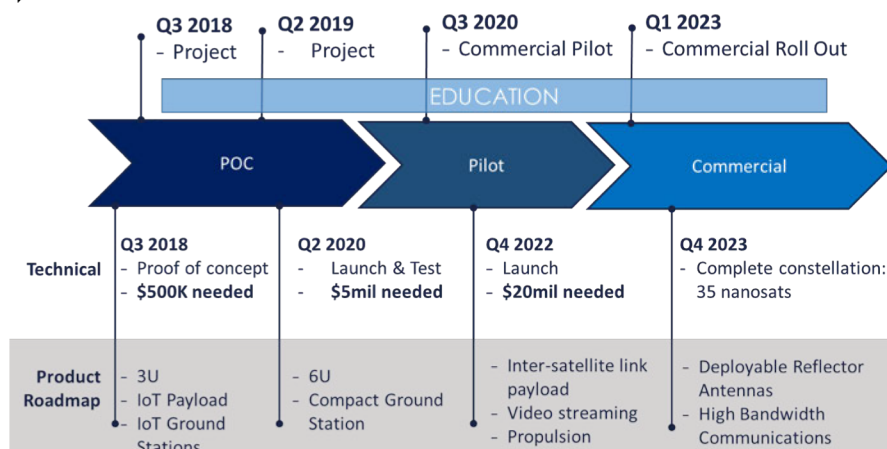 Q3 2018
- Project
Q2 2019
- Project
Q3 2020
- Commercial Pilot
Q1 2023
- Commercial Roll Out
EDUCATION
POC
Pilot
Commercial
Technical
Q3 2018
- Proof of concept
- $500K needed
Q2 2020
- Launch & Test
- $5mil needed
Q4 2022
- Launch
- $20mil needed
Q4 2023
- Complete constellation:
35 nanosats
Product
Roadmap
- 3U
- IoT Payload
- IoT Ground
Stations
- 6U
- Compact Ground
Station
- Inter-satellite link
payload
- Video streaming
- Propulsion
- Deployable Reflector
Antennas
- High Bandwidth
Communications